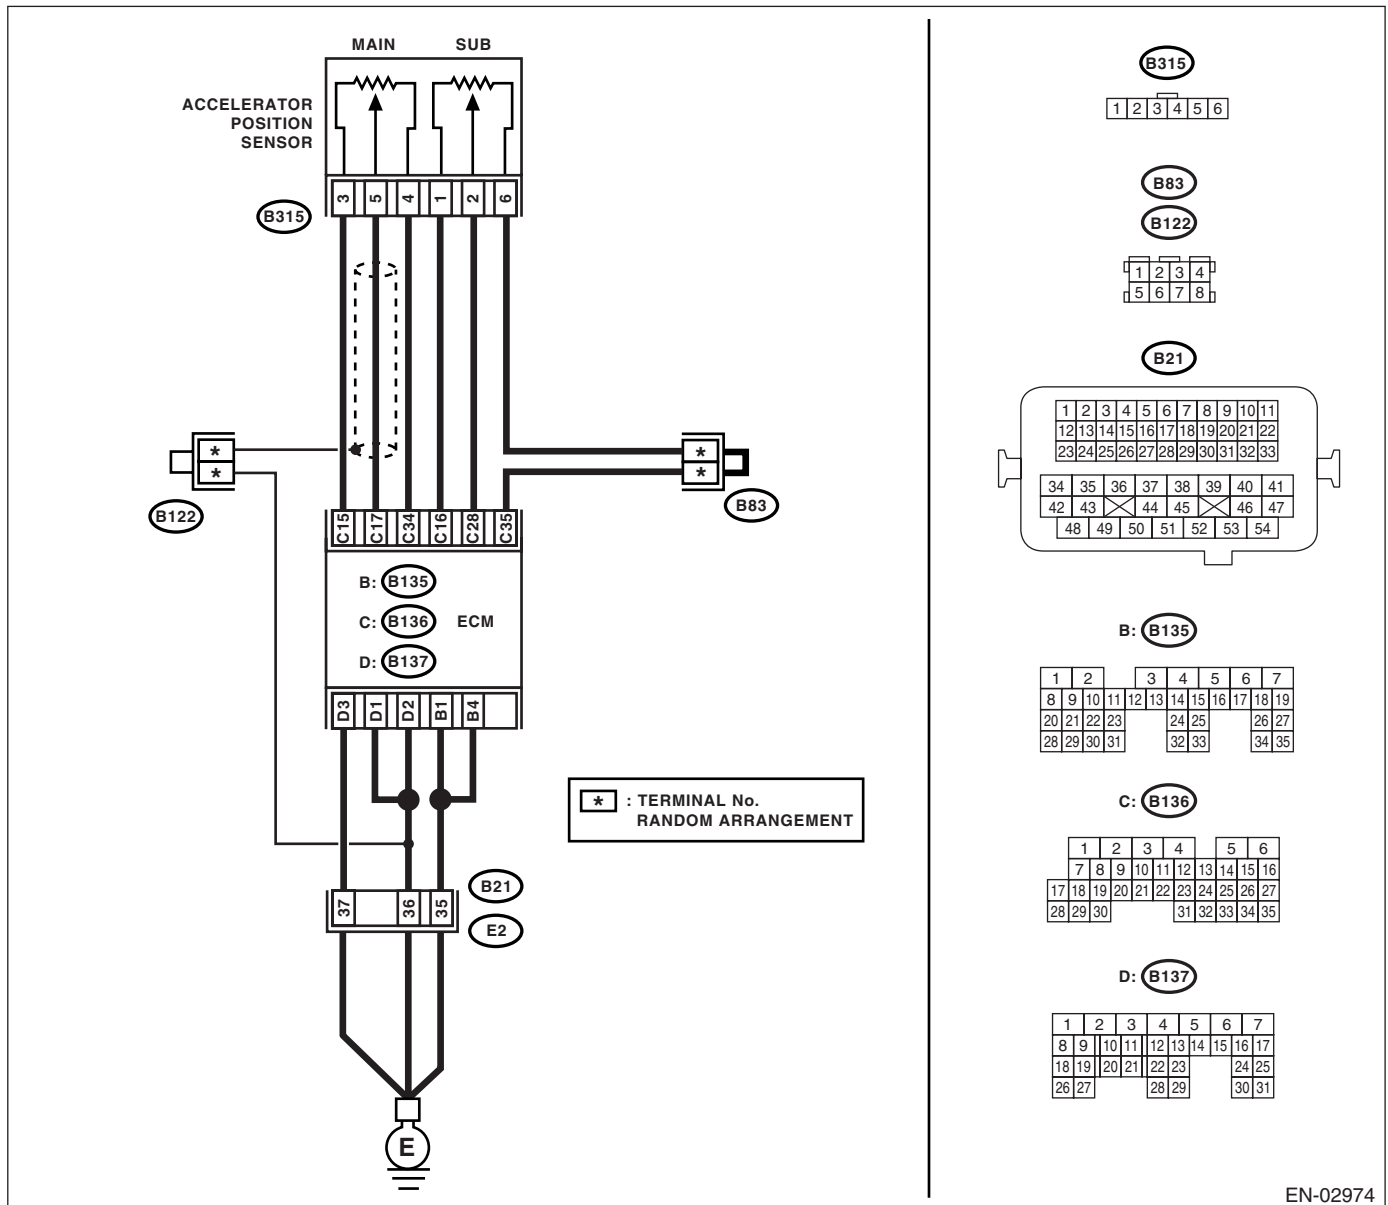 MAIN SUB
ACCELERATOR
POSITION
SENSOR
3 5 4 1 2 6
B315
* *
* *
B122
B83
C15 C17 C34 C16 C28 C35
B: B135
C: B136 ECM
D: B137
D3 D1 D2 B1 B4
* : TERMINAL No.
RANDOM ARRANGEMENT
B21
37 36 35
E2
E
B315
1 2 3 4 5 6
B83
B122
1 2 3 4
5 6 7 8
B21
1 2 3 4 5 6 7 8 9 10 11
12 13 14 15 16 17 18 19 20 21 22
23 24 25 26 27 28 29 30 31 32 33
34 35 36 37 38 39 40 41
42 43 44 45 46 47
48 49 50 51 52 53 54
B: B135
1 2 3 4 5 6 7
8 9 10 11 12 13 14 15 16 17 18 19
20 21 22 23 24 25 26 27
28 29 30 31 32 33 34 35
C: B136
1 2 3 4 5 6
7 8 9 10 11 12 13 14 15 16
17 18 19 20 21 22 23 24 25 26 27
28 29 30 31 32 33 34 35
D: B137
1 2 3 4 5 6 7
8 9 10 11 12 13 14 15 16 17
18 19 20 21 22 23 24 25
26 27 28 29 30 31
EN-02974